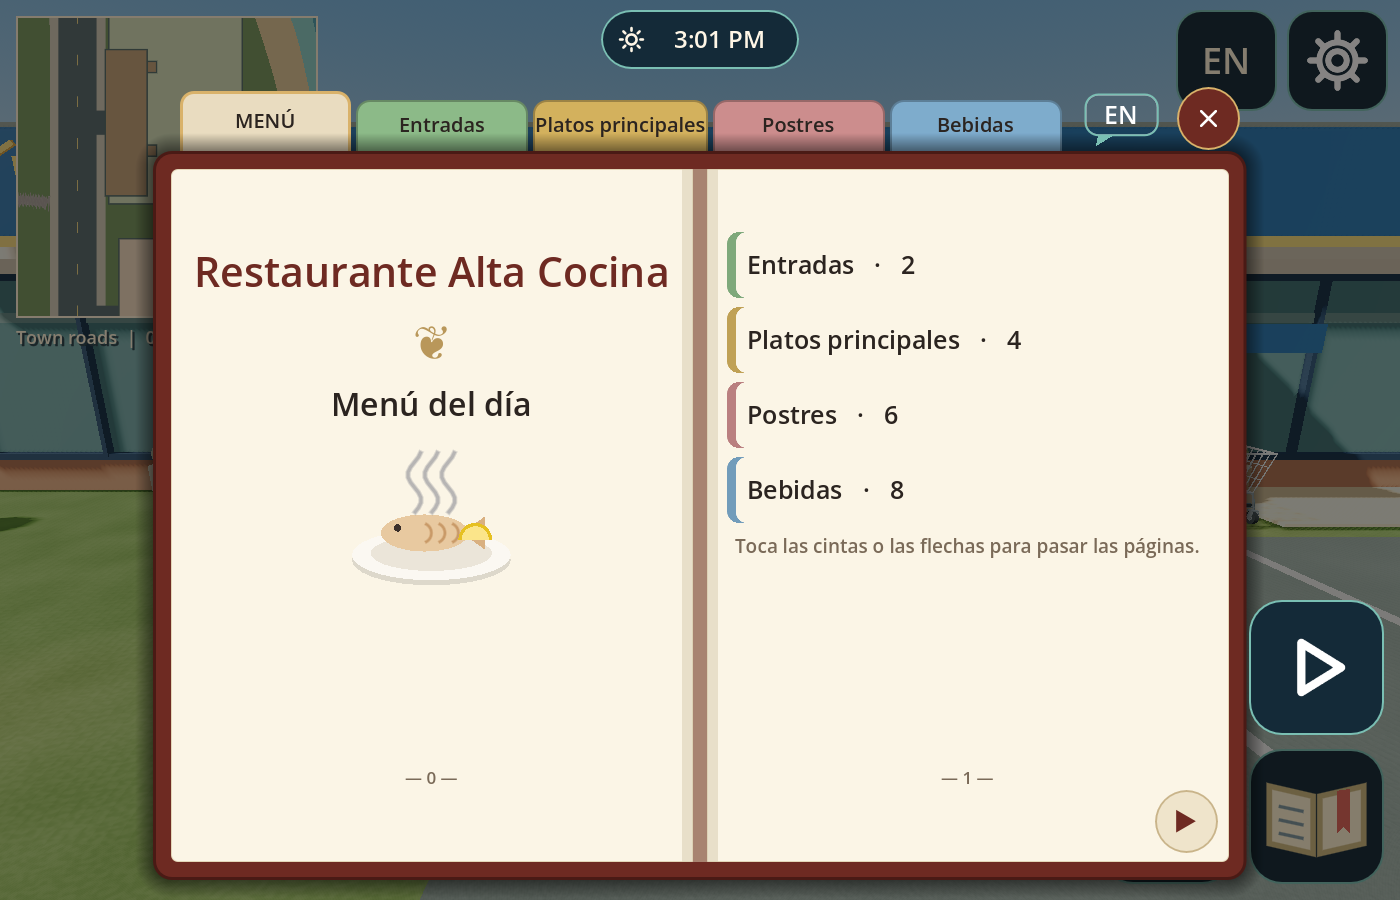 3:01 PM
EN
MENÚ
Entradas
Platos principales
Postres
Bebidas
EN
Restaurante Alta Cocina
Menú del día
— 0 —
Entradas · 2
Platos principales · 4
Postres · 6
Bebidas · 8
Toca las cintas o las flechas para pasar las páginas.
— 1 —
Town roads | 0